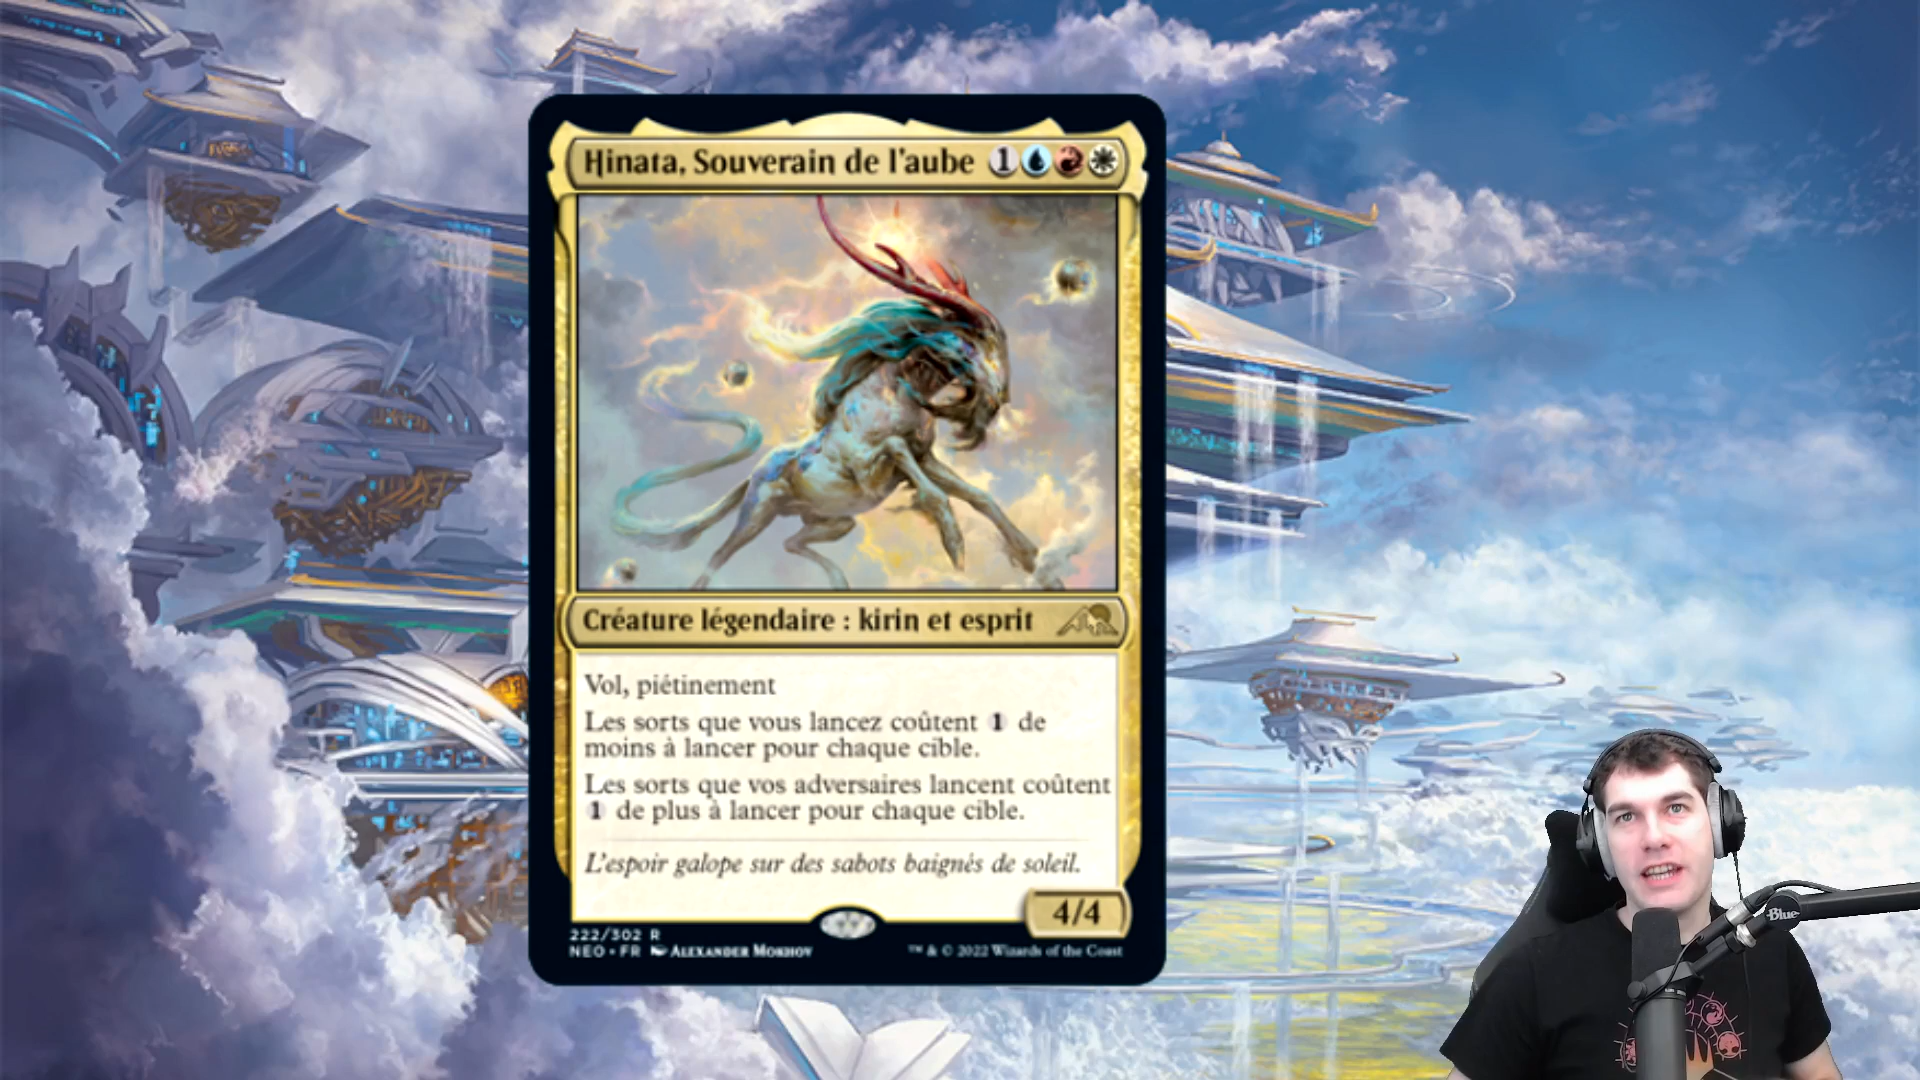 Hinata, Souverain de l'aube 1
Créature légendaire : kirin et esprit
Vol, piétinement
Les sorts que vous lancez coûtent 1 de
moins à lancer pour chaque cible.
Les sorts que vos adversaires lancent coûtent
1 de plus à lancer pour chaque cible.
L'espoir galope sur des sabots baignés de soleil.
4/4
222/302 R
NEO • FR Alexander Mokhov
™ & © 2022 Wizards of the Coast
Blue